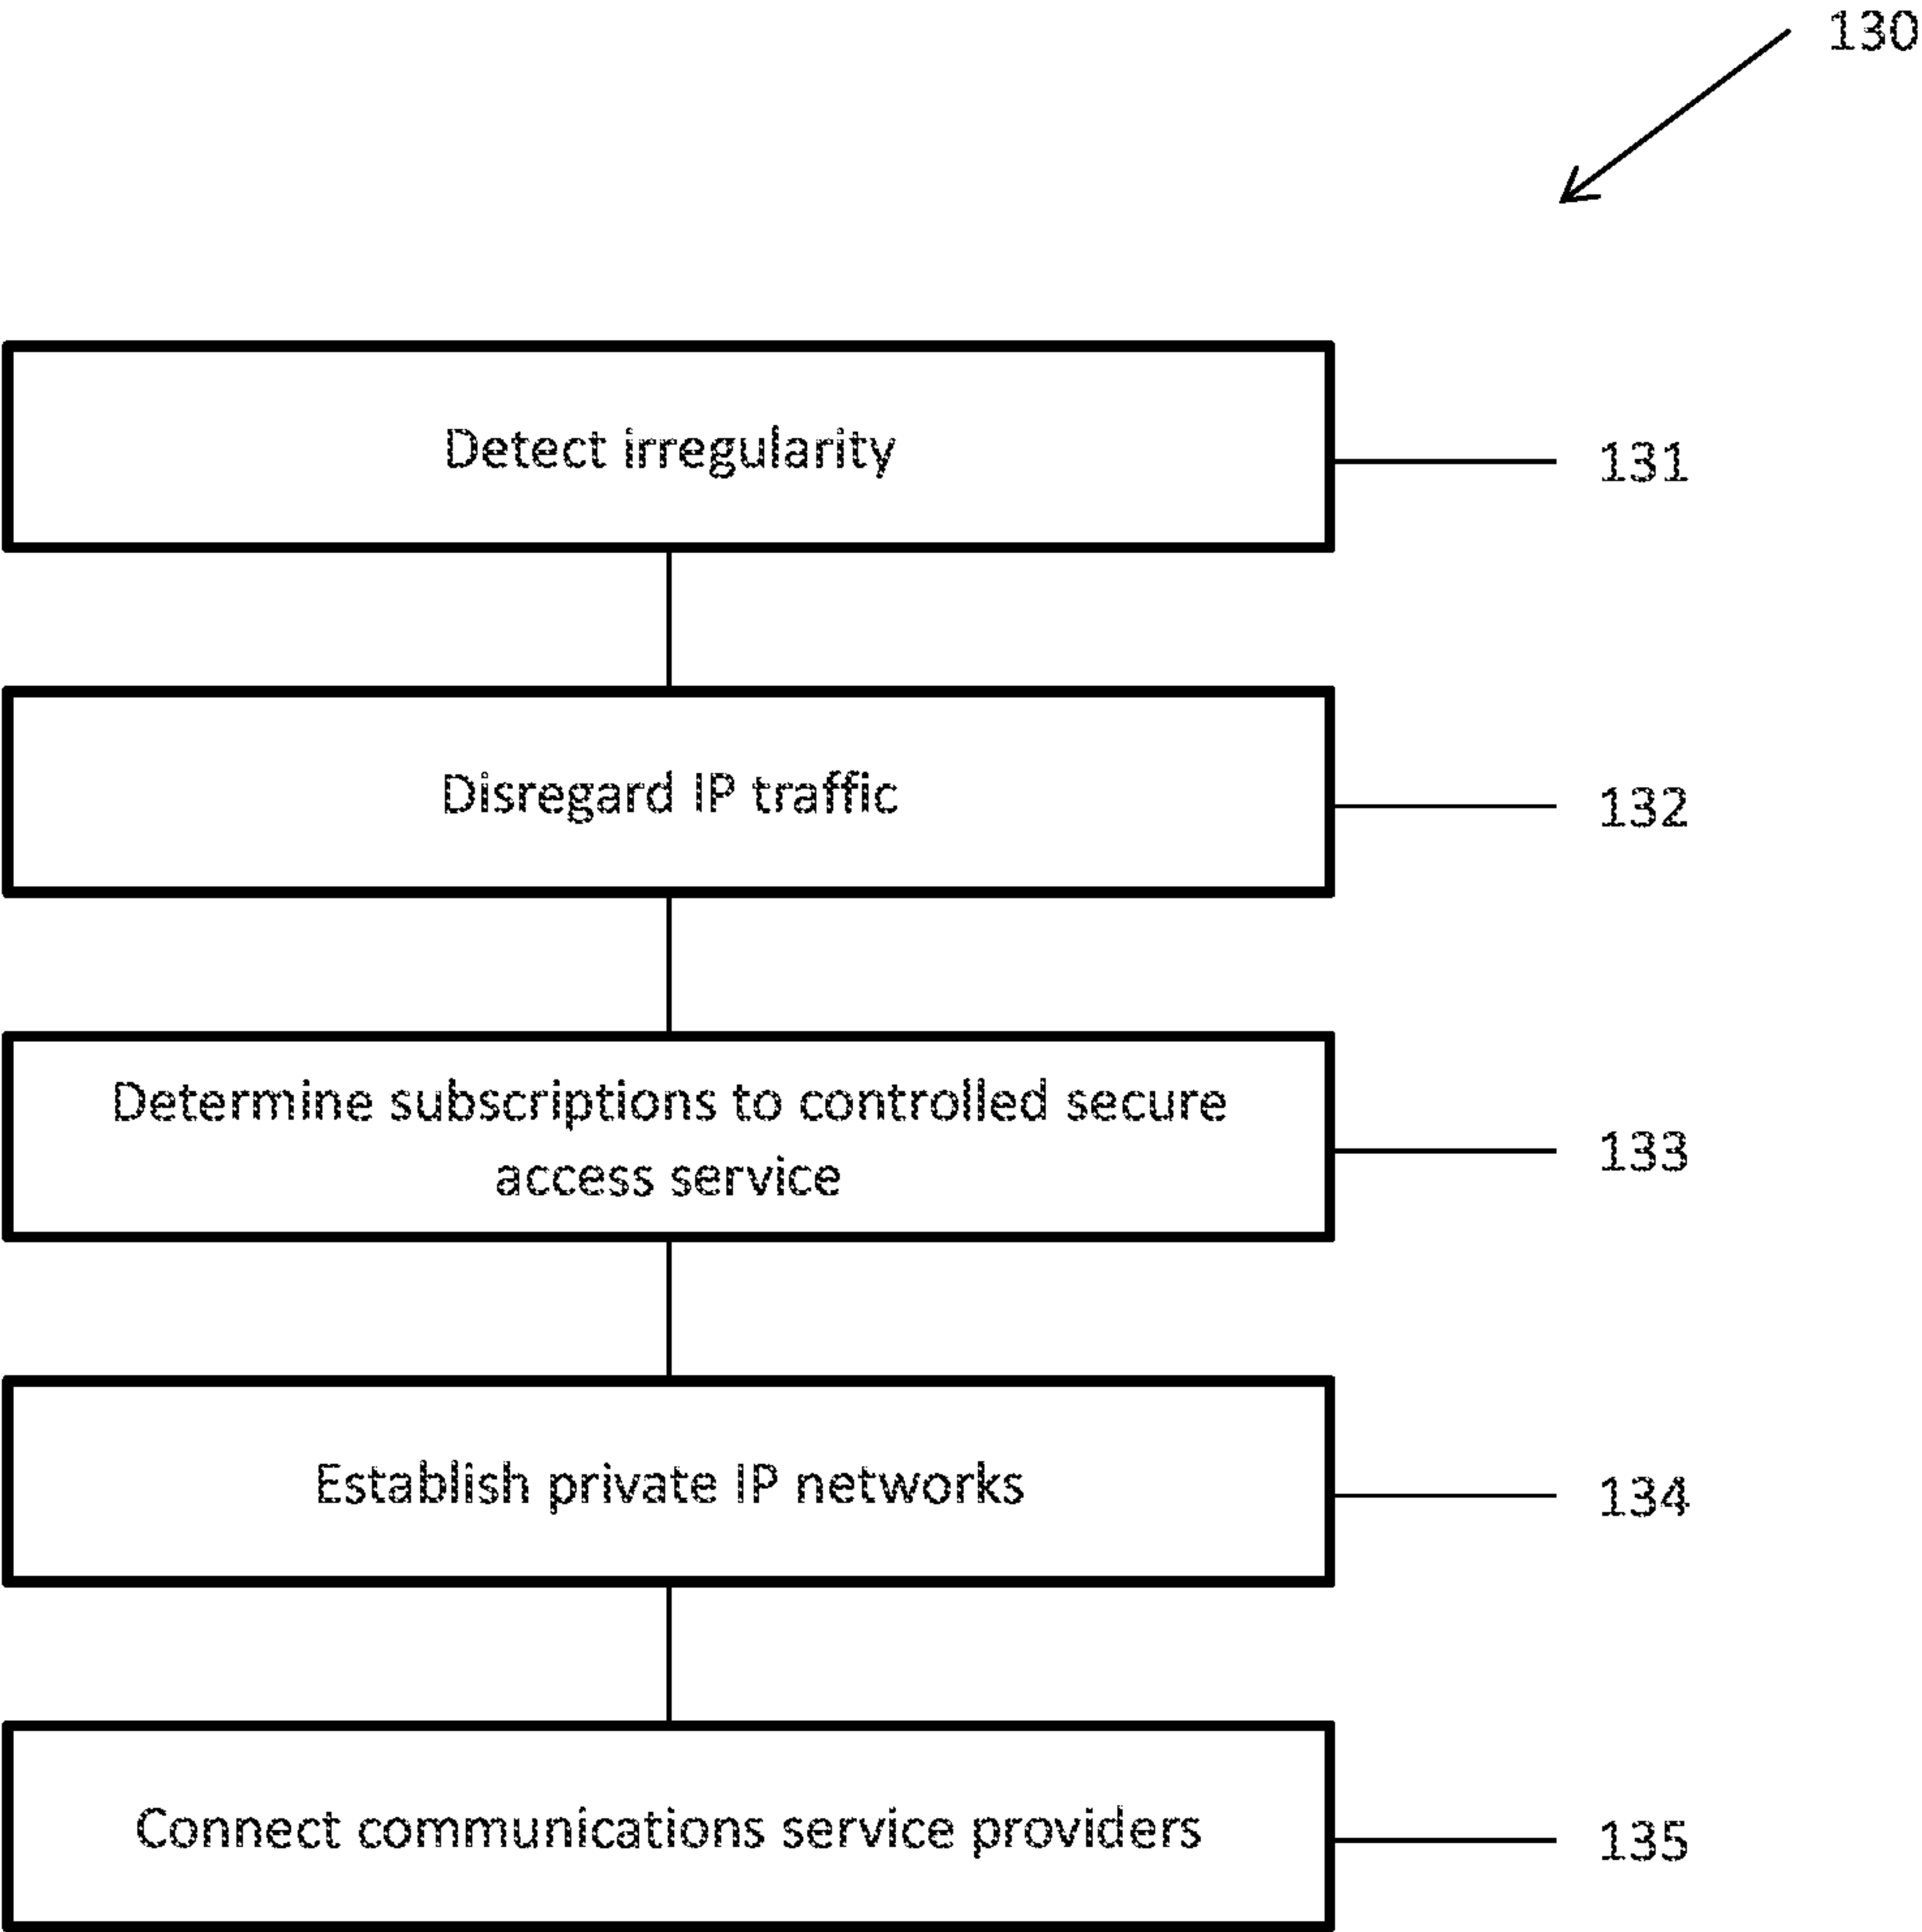 130
Detect irregularity
131
Disregard IP traffic
132
Determine subscriptions to controlled secure
access service
133
Establish private IP networks
134
Connect communications service providers
135